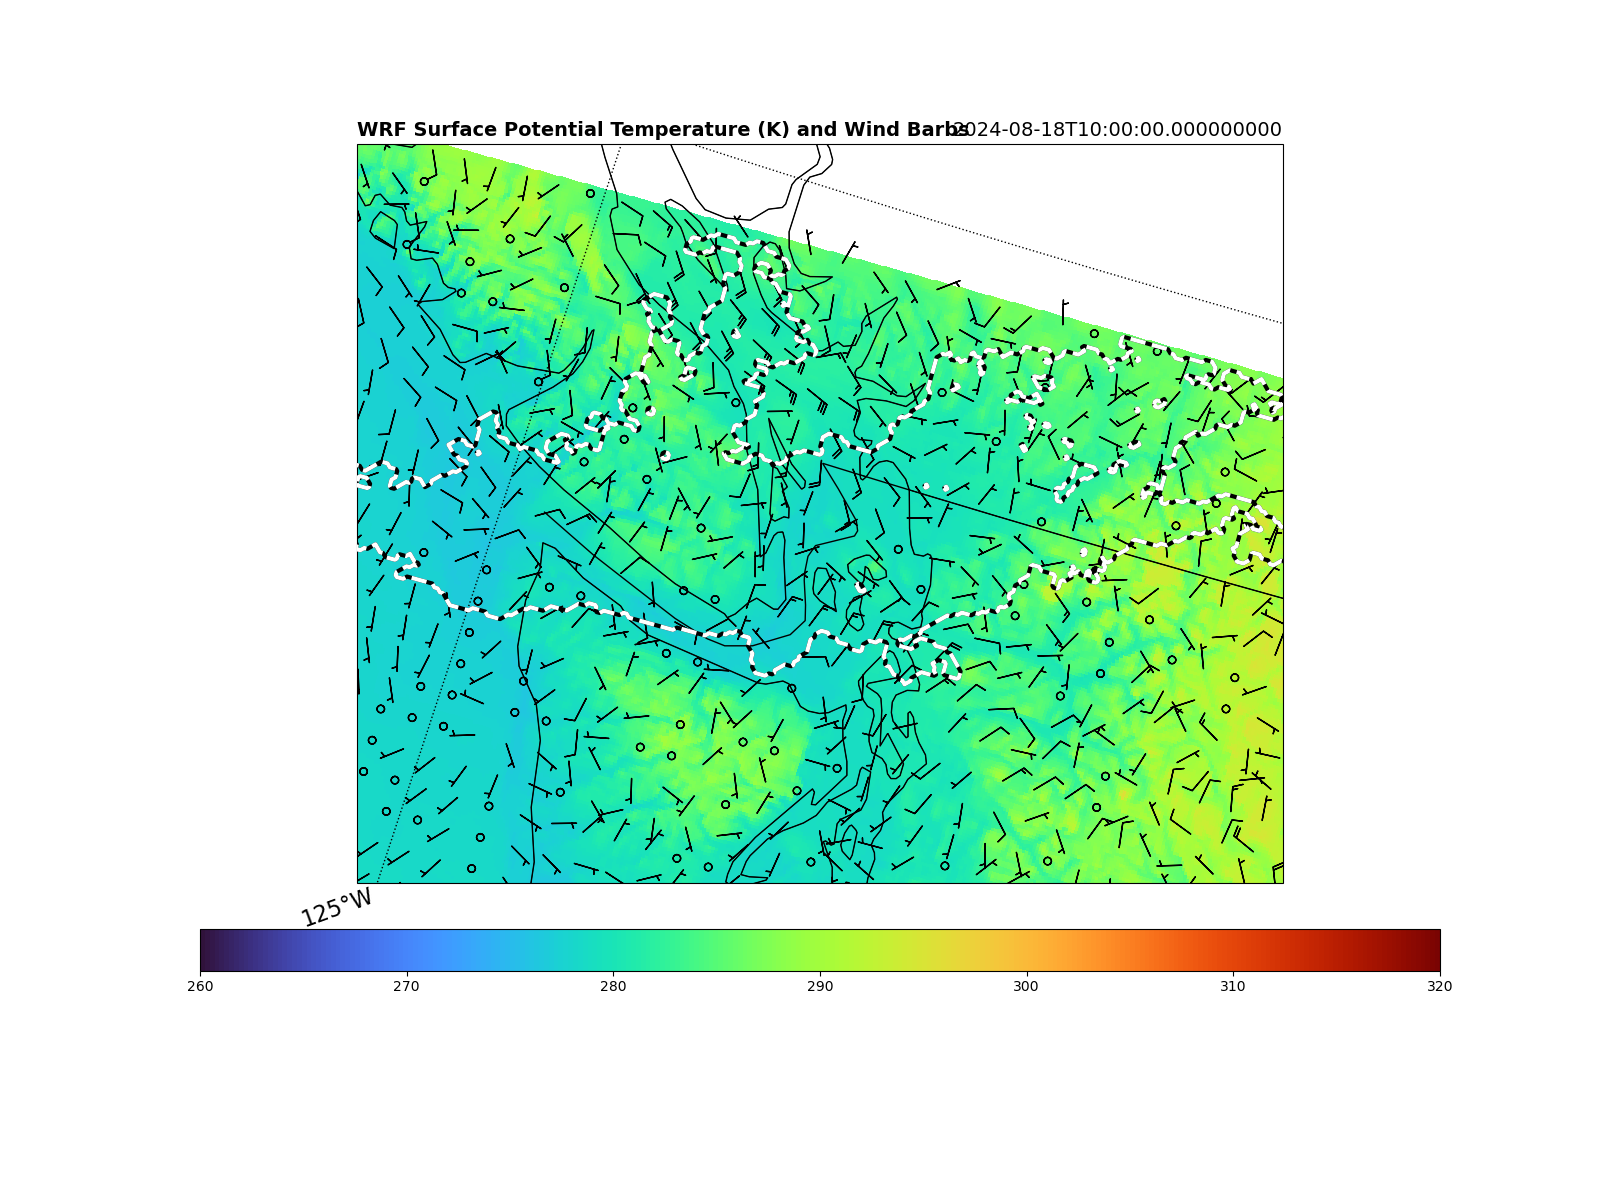 WRF Surface Potential Temperature (K) and Wind Barbs
2024-08-18T10:00:00.000000000
125°W
260 270 280 290 300 310 320